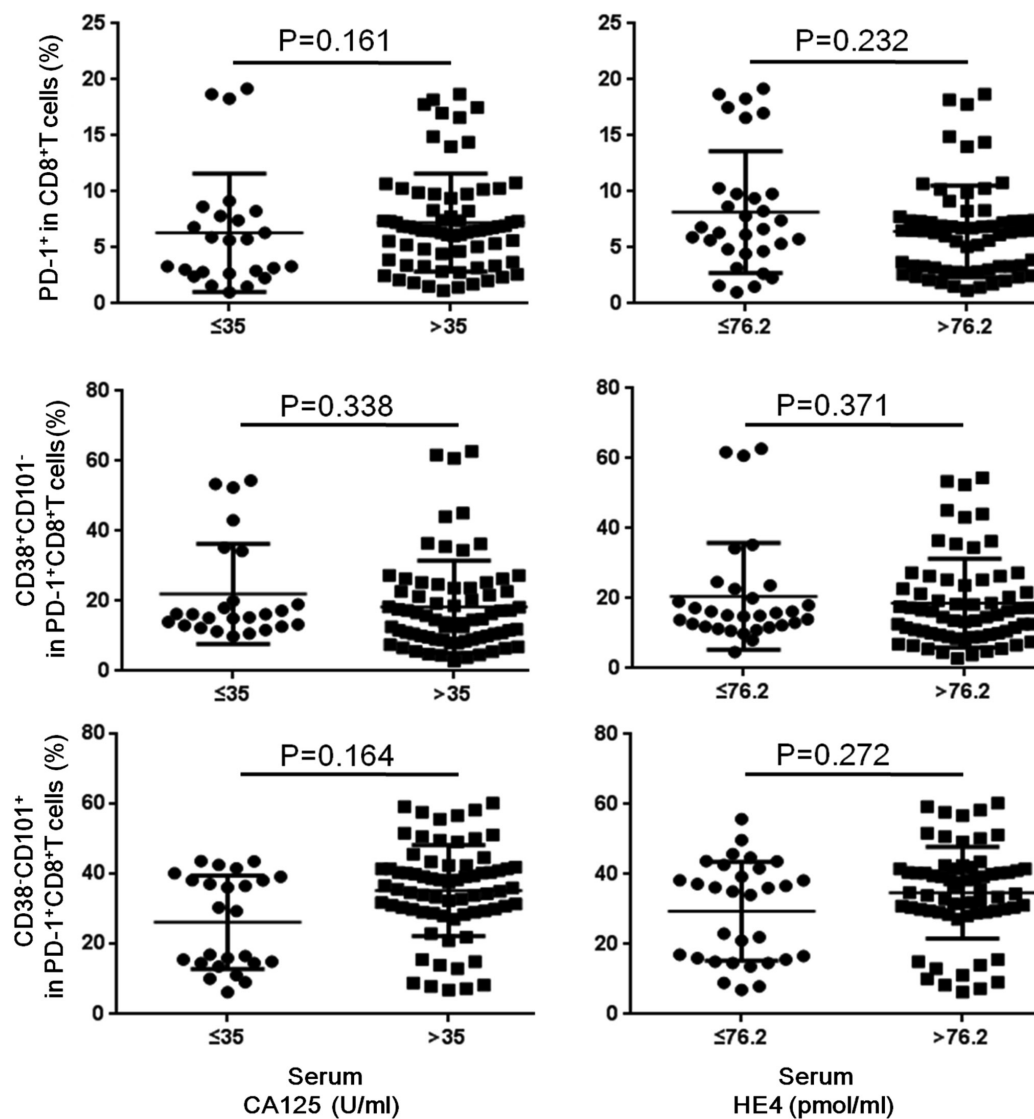 PD-1⁺ in CD8⁺T cells (%)
25
20
15
10
5
0
P=0.161
≤35
>35
25
20
15
10
5
0
P=0.232
≤76.2
>76.2
CD38⁺CD101⁻
in PD-1⁺CD8⁺T cells(%)
80
60
40
20
0
P=0.338
≤35
>35
80
60
40
20
0
P=0.371
≤76.2
>76.2
CD38⁻CD101⁺
in PD-1⁺CD8⁺T cells (%)
80
60
40
20
0
P=0.164
≤35
>35
80
60
40
20
0
P=0.272
≤76.2
>76.2
Serum
CA125 (U/ml)
Serum
HE4 (pmol/ml)